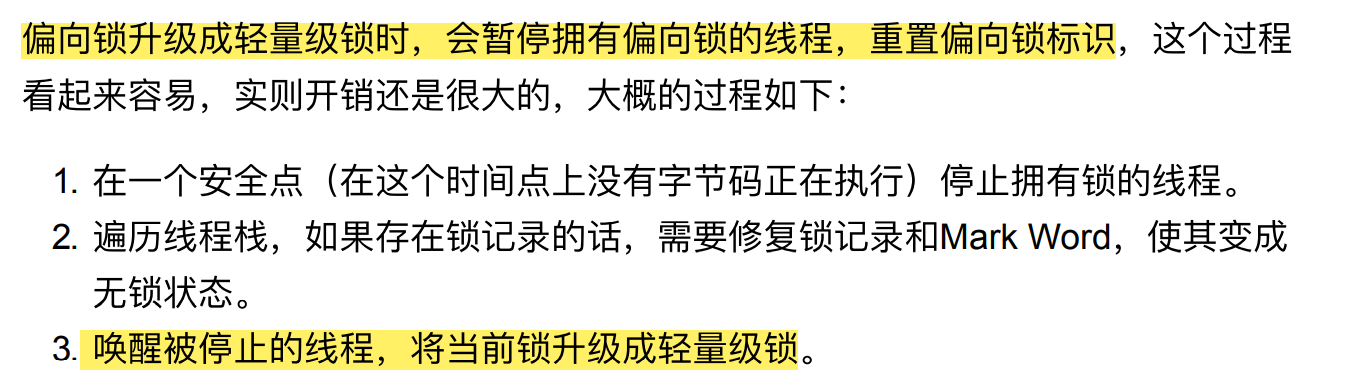 偏向锁升级成轻量级锁时，会暂停拥有偏向锁的线程，重置偏向锁标识，这个过程
看起来容易，实则开销还是很大的，大概的过程如下：
1. 在一个安全点（在这个时间点上没有字节码正在执行）停止拥有锁的线程。
2. 遍历线程栈，如果存在锁记录的话，需要修复锁记录和Mark Word，使其变成
无锁状态。
3. 唤醒被停止的线程，将当前锁升级成轻量级锁。